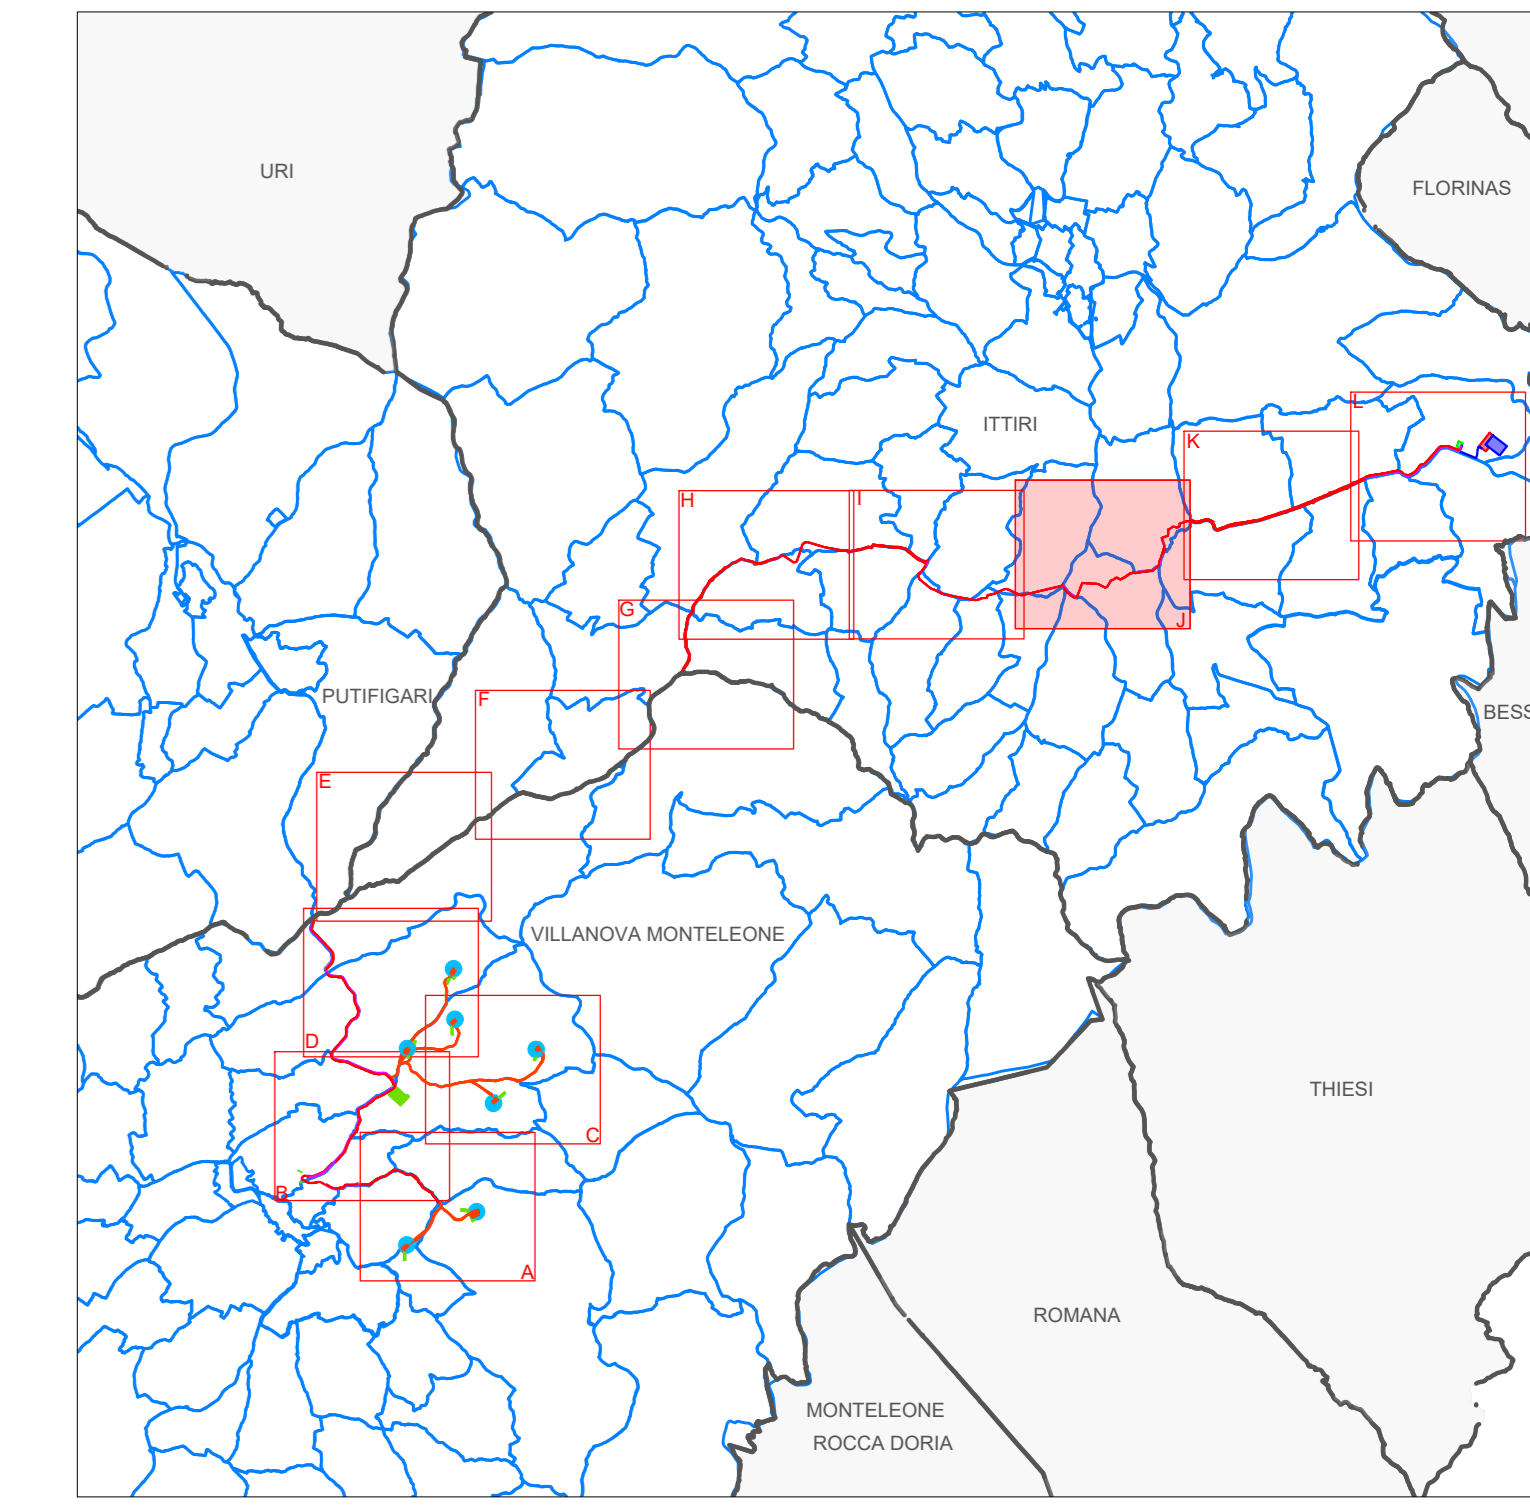 URI
FLORINAS
L
ITTIRI
K
H
I
G
J
PUTIFIGARI
F
BESS
E
VILLANOVA MONTELEONE
D
THIESI
C
B
A
ROMANA
MONTELEONE
ROCCA DORIA